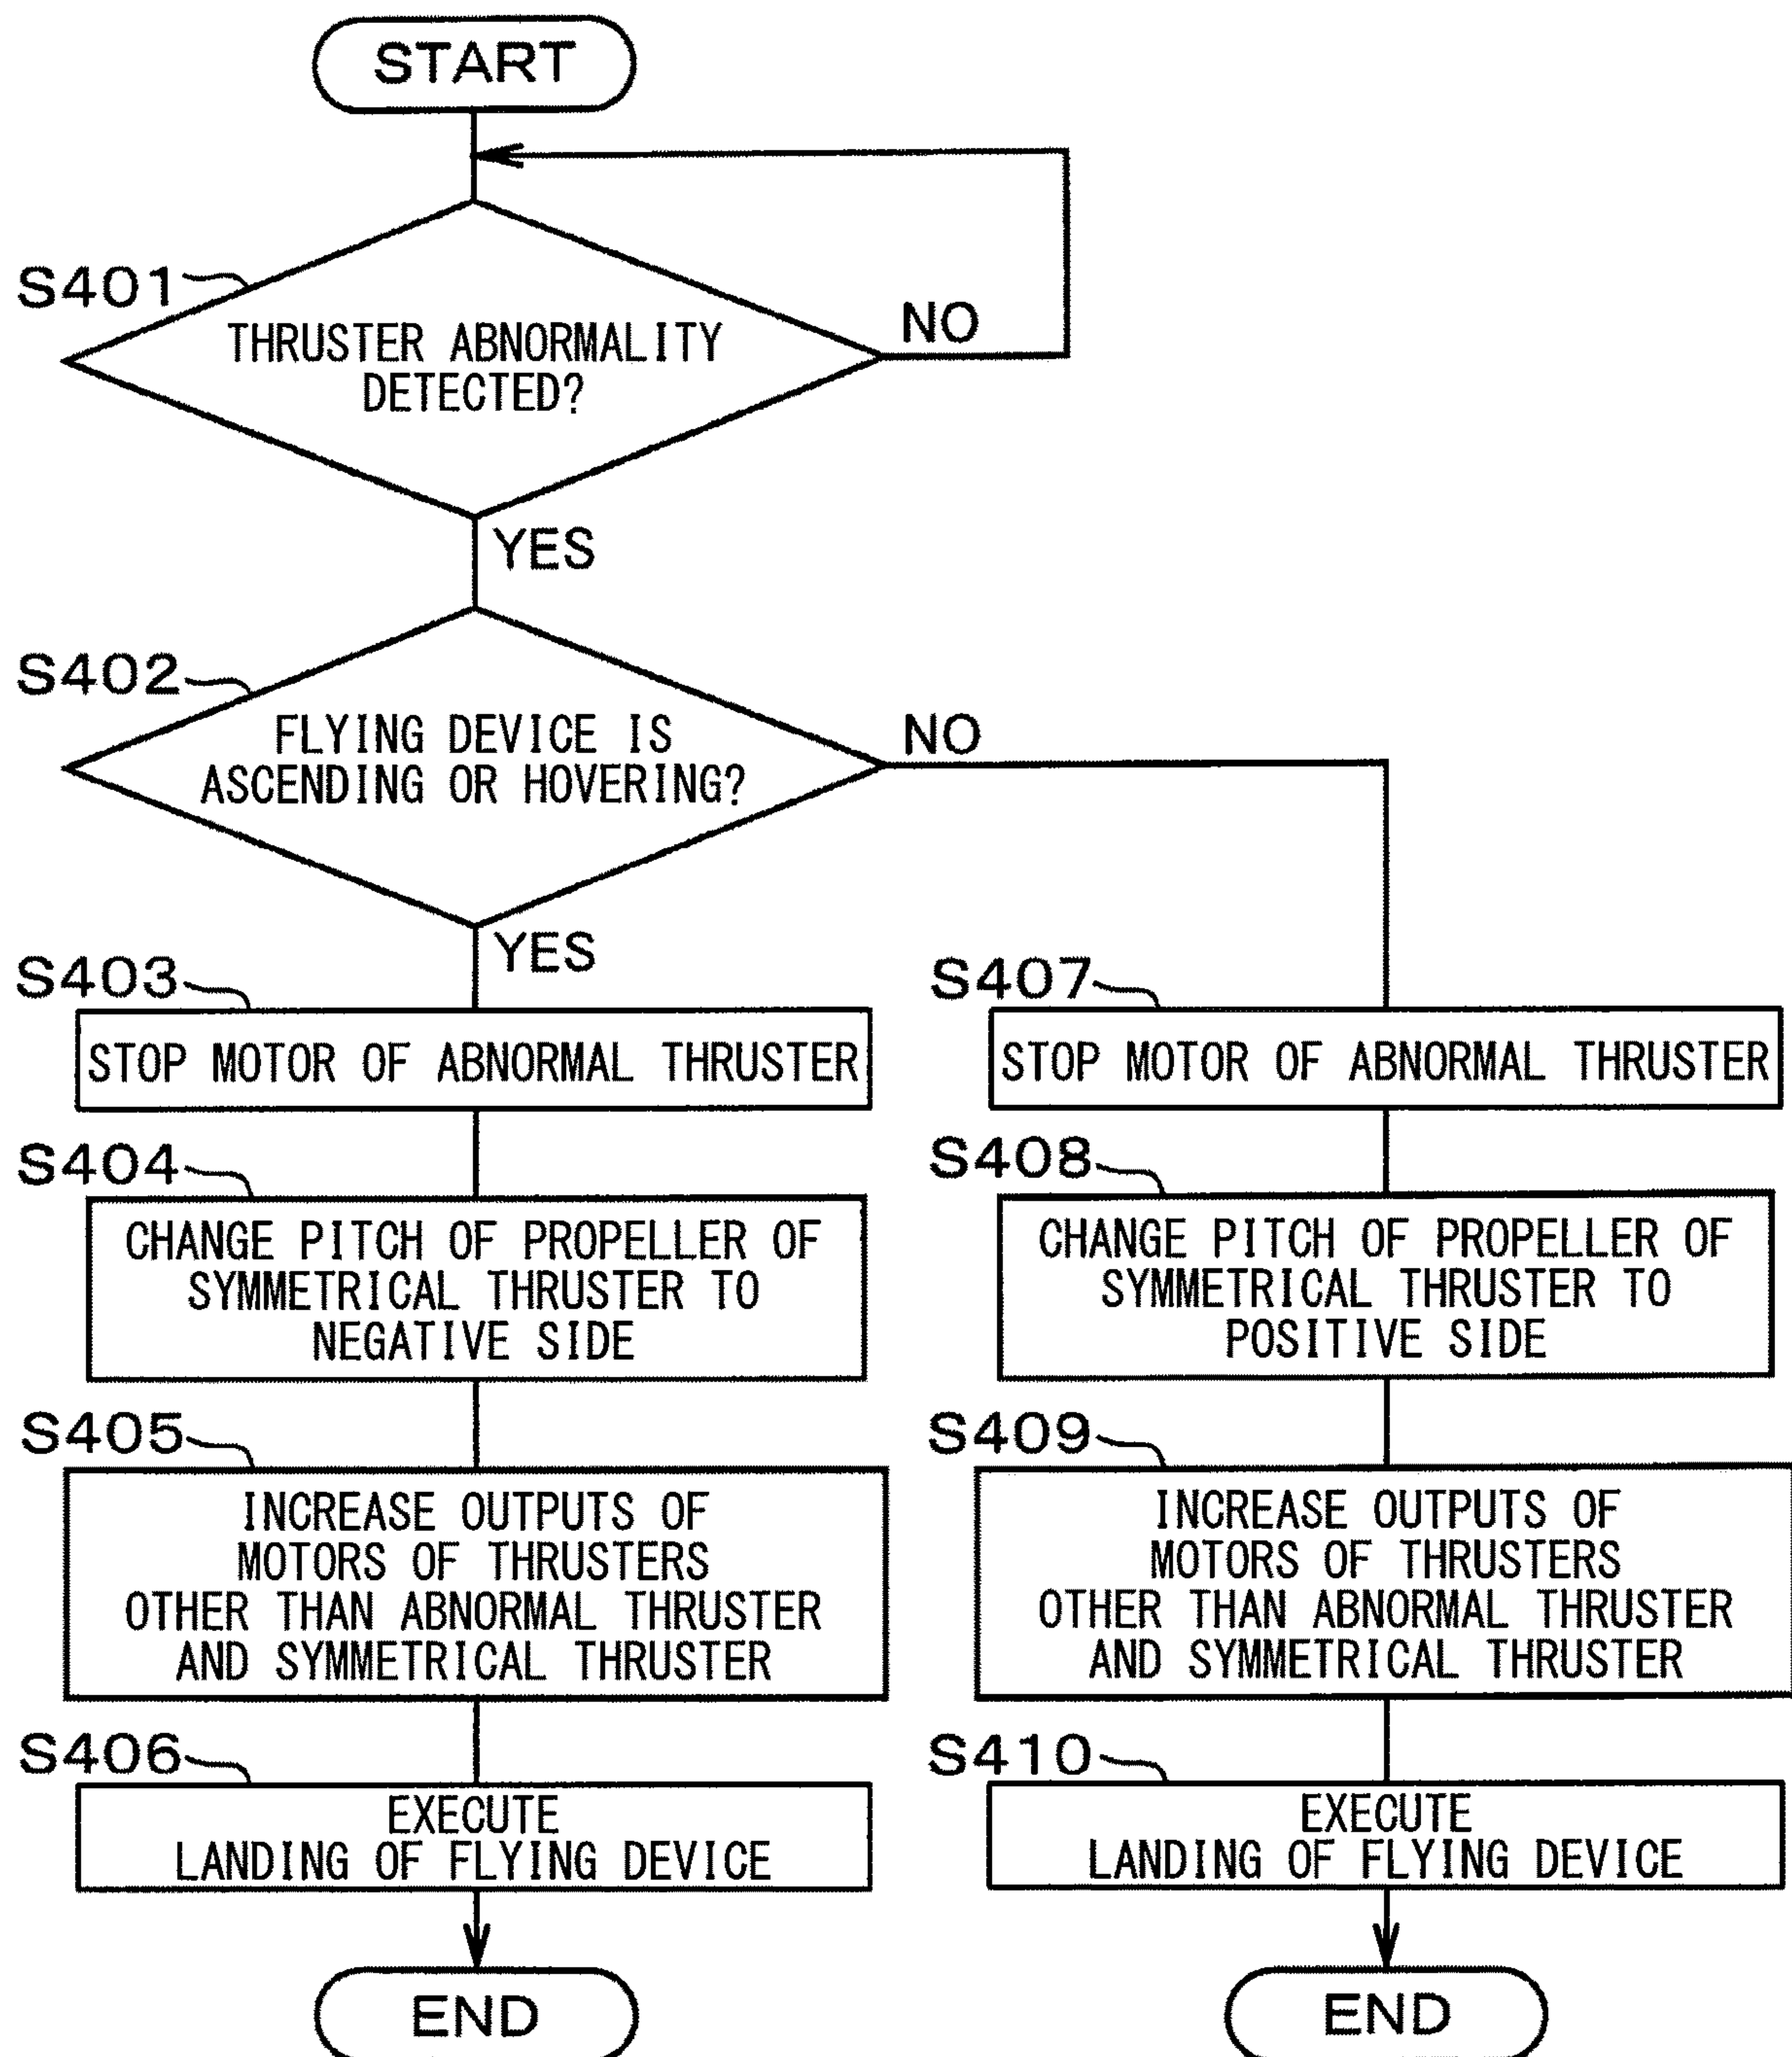 START
S401
THRUSTER ABNORMALITY
DETECTED?
NO
YES
S402
FLYING DEVICE IS
ASCENDING OR HOVERING?
NO
YES
S403
STOP MOTOR OF ABNORMAL THRUSTER
S404
CHANGE PITCH OF PROPELLER OF
SYMMETRICAL THRUSTER TO
NEGATIVE SIDE
S405
INCREASE OUTPUTS OF
MOTORS OF THRUSTERS
OTHER THAN ABNORMAL THRUSTER
AND SYMMETRICAL THRUSTER
S406
EXECUTE
LANDING OF FLYING DEVICE
END
S407
STOP MOTOR OF ABNORMAL THRUSTER
S408
CHANGE PITCH OF PROPELLER OF
SYMMETRICAL THRUSTER TO
POSITIVE SIDE
S409
INCREASE OUTPUTS OF
MOTORS OF THRUSTERS
OTHER THAN ABNORMAL THRUSTER
AND SYMMETRICAL THRUSTER
S410
EXECUTE
LANDING OF FLYING DEVICE
END